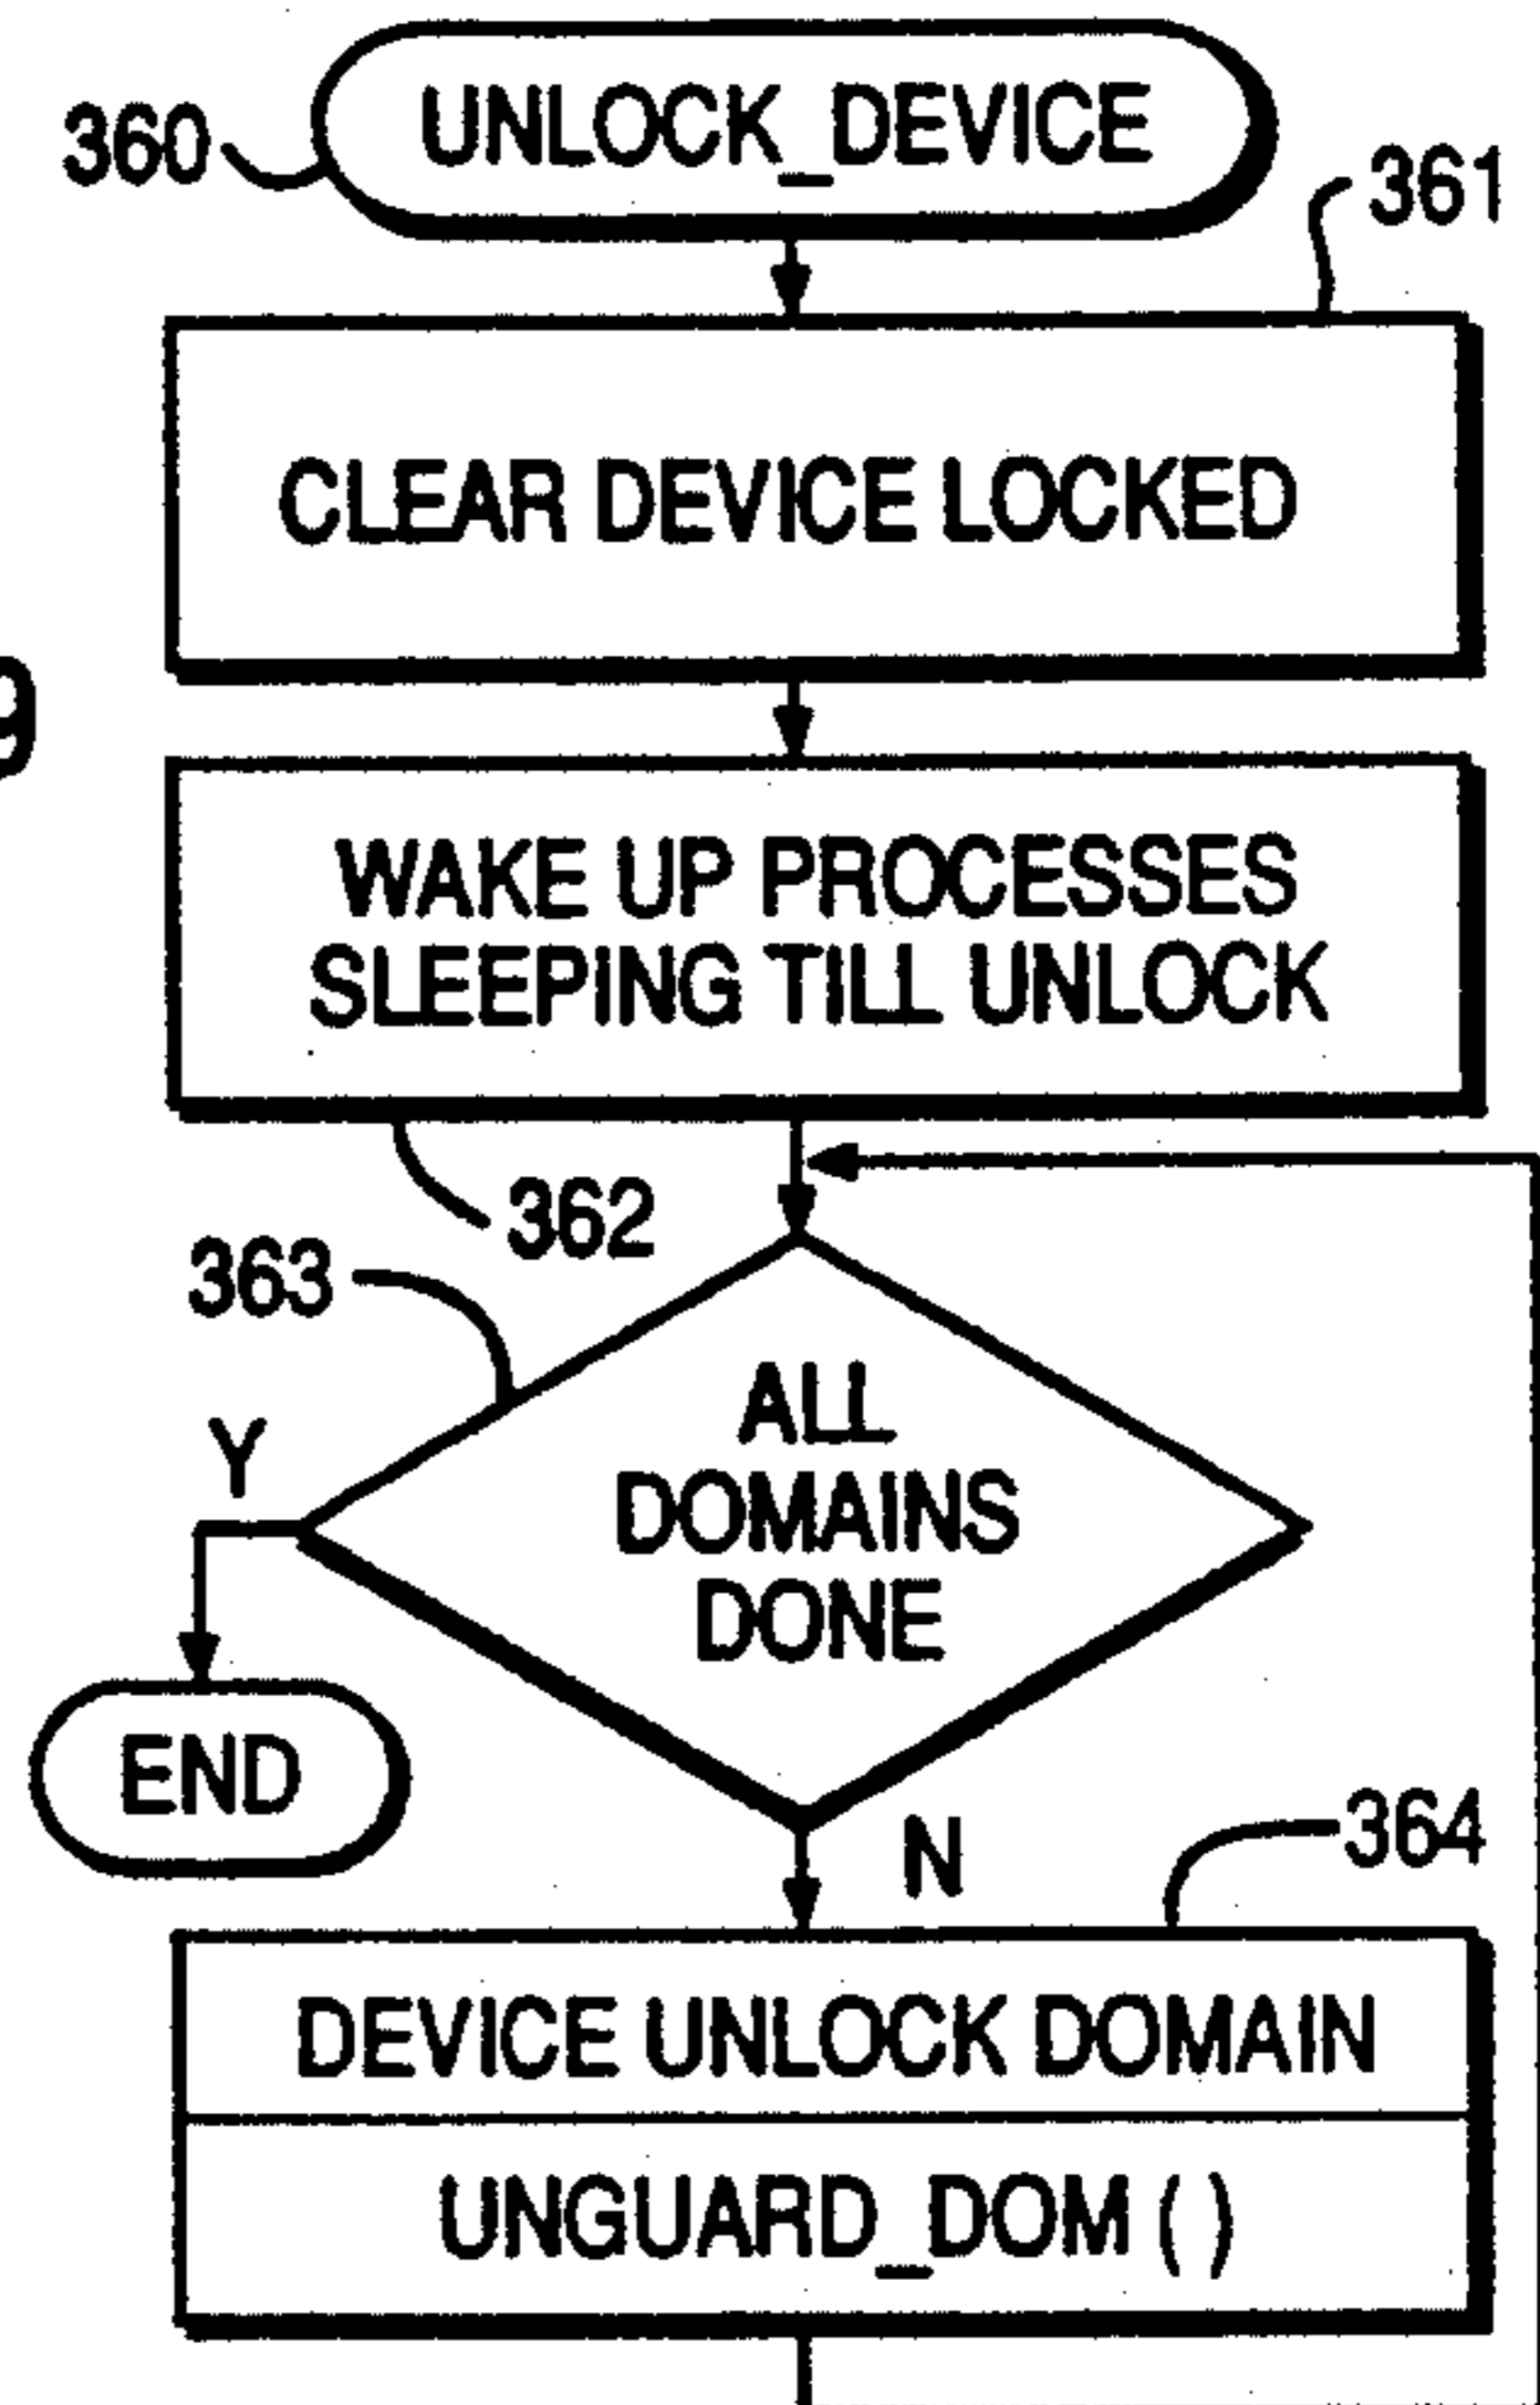 UNLOCK_DEVICE
360
361
CLEAR DEVICE LOCKED
9
WAKE UP PROCESSES
SLEEPING TILL UNLOCK
362
363
ALL
DOMAINS
DONE
Y
END
N
364
DEVICE UNLOCK DOMAIN
UNGUARD_DOM ( )